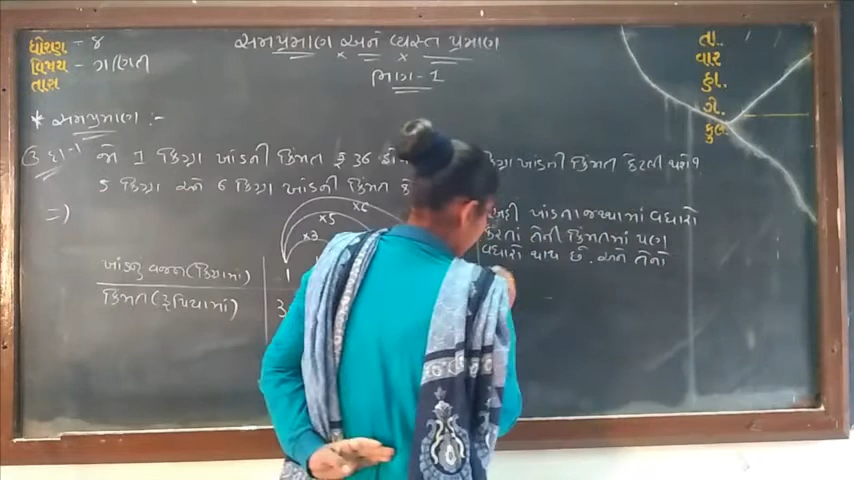 ધોરણ - ૪
વિષય - ગણિત
તાસ
સમપ્રમાણ અને વ્યસ્ત પ્રમાણ
× ×
ભાગ - 1
તા..
વાર
હા..
ગે.
કુલ
* સમપ્રમાણ :-
ઉદા-1 જો 1 કિગ્રા ખાંડની કિંમત ₹ 36 હોય કિગ્રા ખાંડની કિંમત કેટલી થશે?
5 કિગ્રા અને 6 કિગ્રા ખાંડની કિંમત
=)
×6
×5
×3
ખાંડનું વજન (કિગ્રામાં) 1
કિંમત (રૂપિયામાં) 3
અહી ખાંડના જથ્થામાં વધારો
કરતાં તેની કિંમતમાં પણ
વધારો થાય છે. અને તેનો